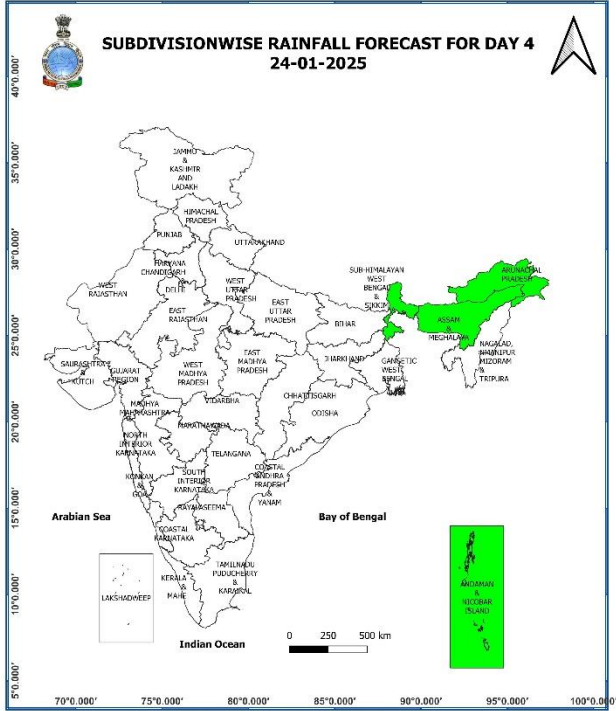 SUBDIVISIONWISE RAINFALL FORECAST FOR DAY 4
24-01-2025
40°0.000'
35°0.000'
30°0.000'
25°0.000'
20°0.000'
15°0.000'
10°0.000'
5°0.000'
JAMMO
&
KASHMIR
AND
LADAKH
HIMACHAL
PRADESH
PUNJAB
UTTARAKHAND
HARYANA
CHANDIGARH
&
DELHI
WEST
RAJASTHAN
WEST
UTTAR
PRADESH
EAST
RAJASTHAN
EAST
UTTAR
PRADESH
SUB-HIMALAYAN
WEST
BENGAL
&
SIKKIM
ARUNACHAL
PRADESH
ASSAM
&
MEGHALAYA
BIHAR
NAGALAD,
MANIPUR
MIZORAM
&
TRIPURA
SAURASHTRA
&
KUTCH
GUJARAT
REGION
WEST
MADHYA
PRADESH
EAST
MADHYA
PRADESH
JHARKHAND
GANGETIC
WEST
BENGAL
MADHYA
MAHARASHTRA
VIDARBHA
CHHATTISGARH
ODISHA
MARATHAWADA
NORTH
INTERIOR
KARNATAKA
TELANGANA
KONKAN
&
GOA
SOUTH
INTERIOR
KARNATAKA
COASTAL
ANDHRA
PRADESH
&
YANAM
RAYALASEEMA
Arabian Sea
Bay of Bengal
COASTAL
KARNATAKA
KERALA
&
MAHE
TAMILNADU
PUDUCHERRY
&
KARAIKAL
LAKSHADWEEP
ANDAMAN
&
NICOBAR
ISLAND
Indian Ocean
0 250 500 km
70°0.000' 75°0.000' 80°0.000' 85°0.000' 90°0.000' 95°0.000' 100°0.000'